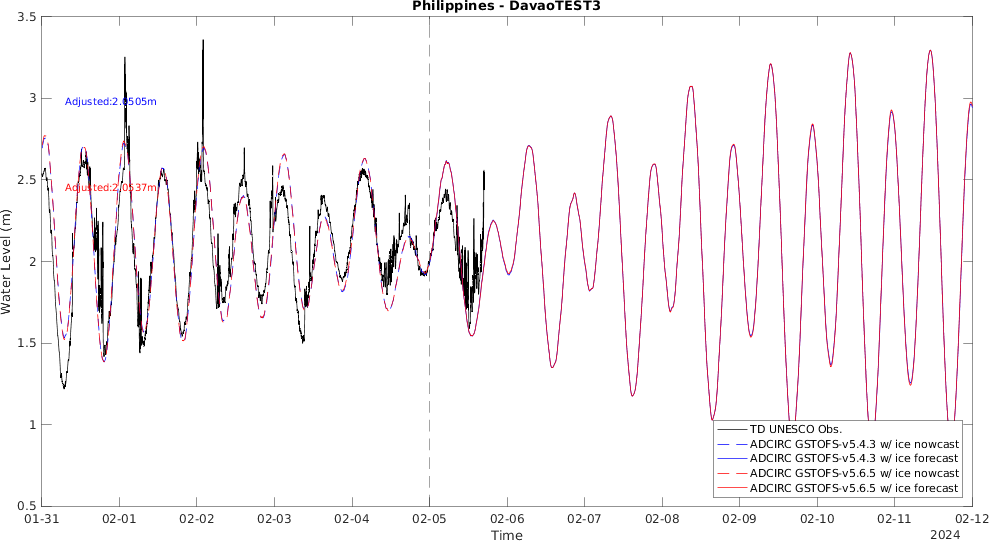 Philippines - DavaoTEST3
3.5
3
2.5
2
1.5
1
0.5
Water Level (m)
Adjusted:2.0505m
Adjusted:2.0537m
TD UNESCO Obs.
ADCIRC GSTOFS-v5.4.3 w/ ice nowcast
ADCIRC GSTOFS-v5.4.3 w/ ice forecast
ADCIRC GSTOFS-v5.6.5 w/ ice nowcast
ADCIRC GSTOFS-v5.6.5 w/ ice forecast
01-31 02-01 02-02 02-03 02-04 02-05 02-06 02-07 02-08 02-09 02-10 02-11 02-12
Time
2024